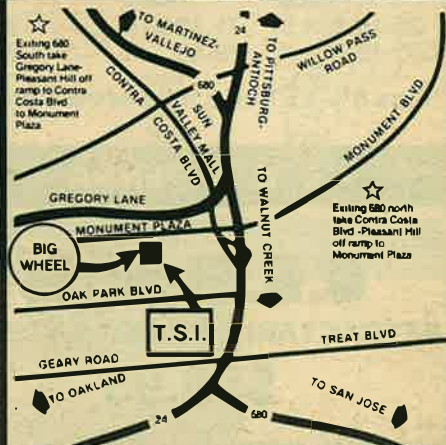 TO MARTINEZ-
VALLEJO
24
TO PITTSBURG-
ANTIOCH
WILLOW PASS
ROAD
Exiting 680
South take
Gregory Lane-
Pleasant Hill off
ramp to Contra
Costa Blvd
to Monument
Plaza
680
CONTRA
COSTA BLVD
SUN
VALLEY MALL
MONUMENT BLVD
GREGORY LANE
TO WALNUT CREEK
Exiting 680 north
take Contra Costa
Blvd -Pleasant Hill
off ramp to
Monument Plaza
MONUMENT PLAZA
BIG
WHEEL
OAK PARK BLVD
T.S.I.
TREAT BLVD
GEARY ROAD
TO OAKLAND
TO SAN JOSE
24
680